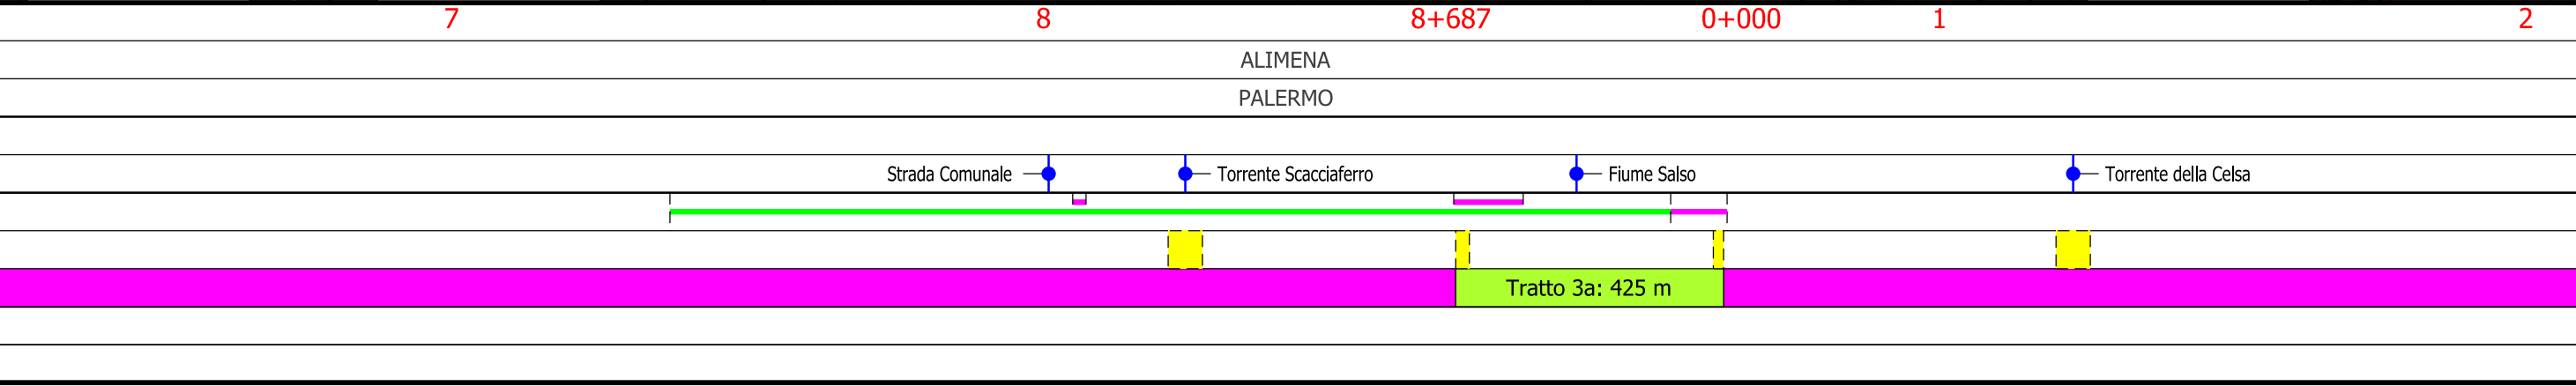 7 8 8+687 0+000 1 2
ALIMENA
PALERMO
Strada Comunale Torrente Scacciaferro Fiume Salso Torrente della Celsa
Tratto 3a: 425 m